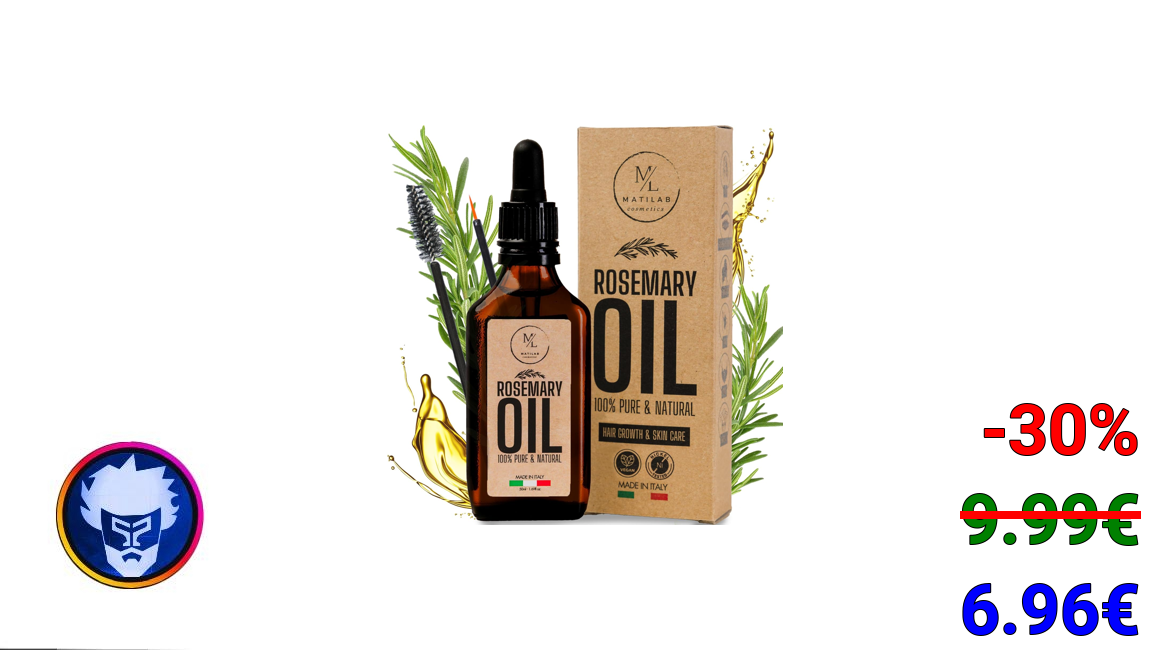 M/L
MATILAB
cosmetics
ROSEMARY
OIL
100% PURE & NATURAL
HAIR GROWTH & SKIN CARE
VEGAN
MADE IN ITALY
M/L
MATILAB
ROSEMARY
OIL
100% PURE & NATURAL
MADE IN ITALY
-30%
9.99€
6.96€